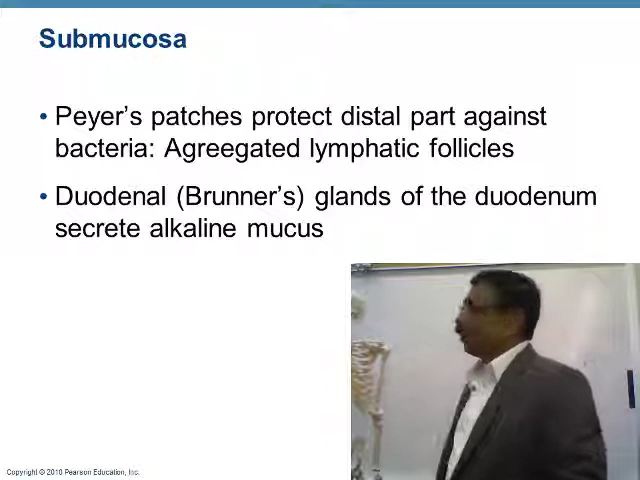 Submucosa
• Peyer's patches protect distal part against
bacteria: Agreegated lymphatic follicles
• Duodenal (Brunner's) glands of the duodenum
secrete alkaline mucus
Copyright © 2010 Pearson Education, Inc.